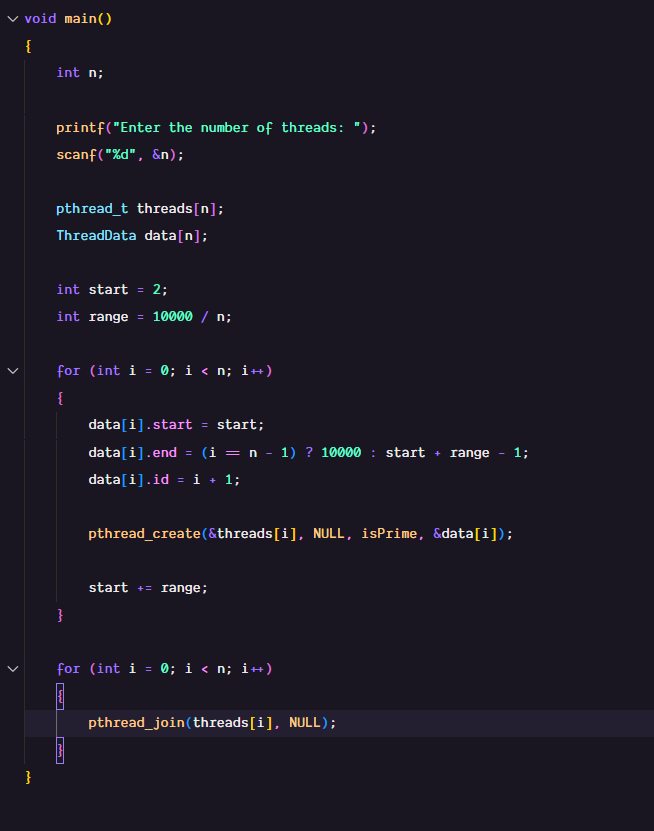 void main()
{
    int n;

    printf("Enter the number of threads: ");
    scanf("%d", &n);

    pthread_t threads[n];
    ThreadData data[n];

    int start = 2;
    int range = 10000 / n;

    for (int i = 0; i < n; i++)
    {
        data[i].start = start;
        data[i].end = (i == n - 1) ? 10000 : start + range - 1;
        data[i].id = i + 1;

        pthread_create(&threads[i], NULL, isPrime, &data[i]);

        start += range;
    }

    for (int i = 0; i < n; i++)
    {
        pthread_join(threads[i], NULL);
    }
}